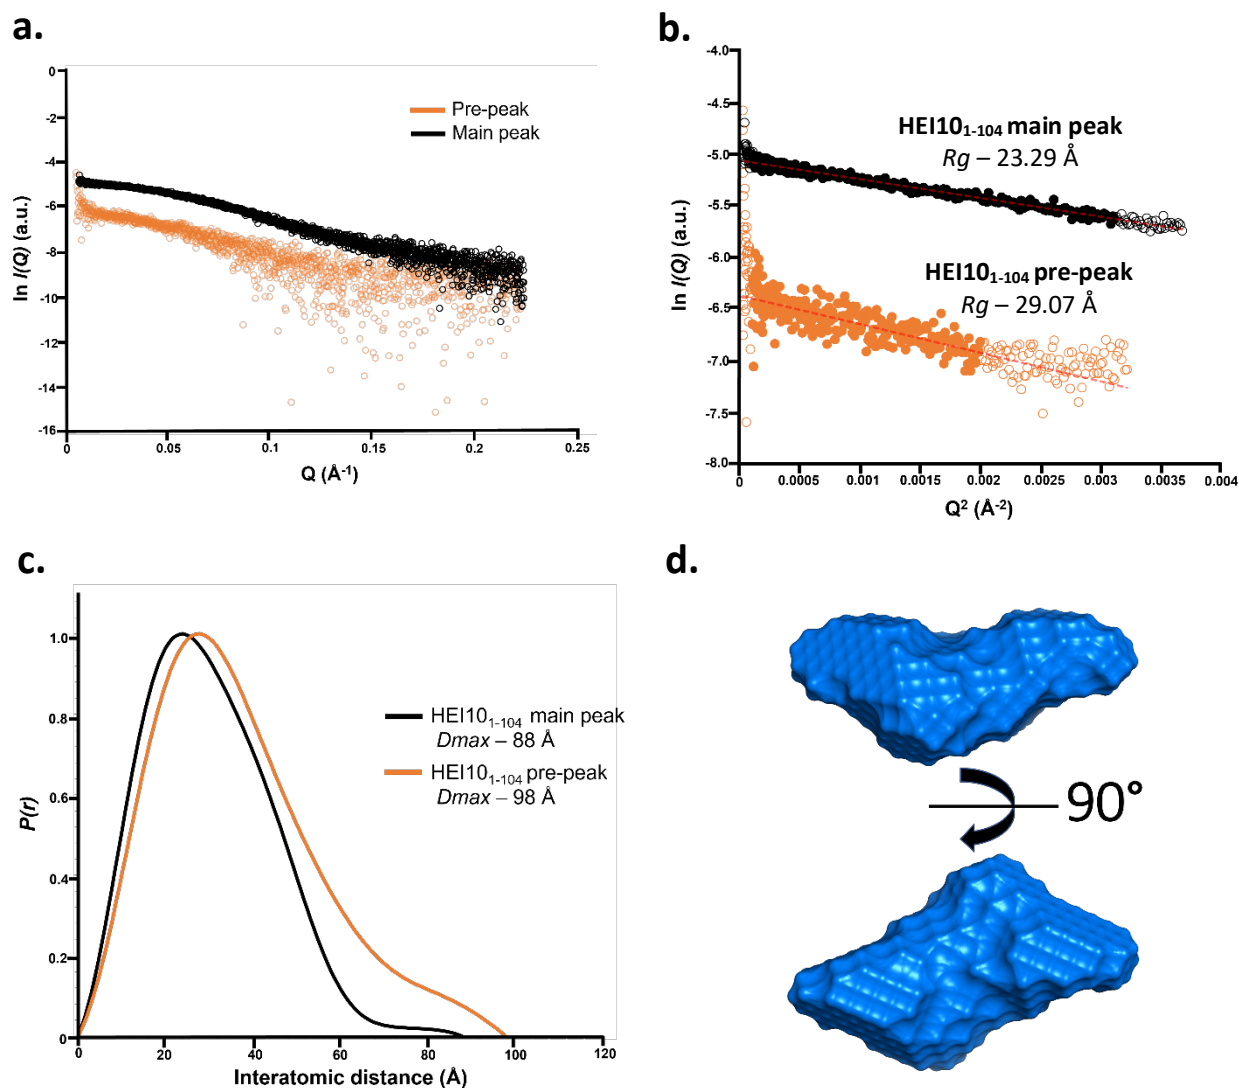 a.
0
-2
-4
-6
-8
-10
-12
-14
-16
ln I(Q) (a.u.)
Pre-peak
Main peak
0
0.05
0.1
0.15
0.2
0.25
Q (Å-1)
b.
-4.0
-4.5
-5.0
-5.5
-6.0
-6.5
-7.0
-7.5
-8.0
ln I(Q) (a.u.)
HEI101-104 main peak
Rg – 23.29 Å
HEI101-104 pre-peak
Rg – 29.07 Å
0
0.0005
0.001
0.0015
0.002
0.0025
0.003
0.0035
0.004
Q2 (Å-2)
c.
1.0
0.8
0.6
0.4
0.2
0
P(r)
HEI101-104 main peak
Dmax – 88 Å
HEI101-104 pre-peak
Dmax – 98 Å
0
20
40
60
80
100
120
Interatomic distance (Å)
d.
90°